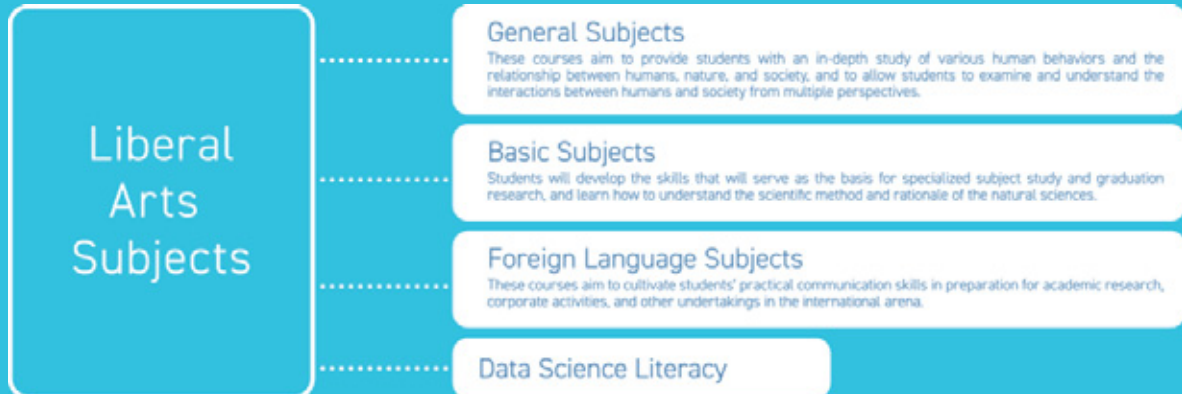 Liberal
Arts
Subjects
General Subjects
These courses aim to provide students with an in-depth study of various human behaviors and the
relationship between humans, nature, and society, and to allow students to examine and understand the
interactions between humans and society from multiple perspectives.
Basic Subjects
Students will develop the skills that will serve as the basis for specialized subject study and graduation
research, and learn how to understand the scientific method and rationale of the natural sciences.
Foreign Language Subjects
These courses aim to cultivate students' practical communication skills in preparation for academic research,
corporate activities, and other undertakings in the international arena.
Data Science Literacy